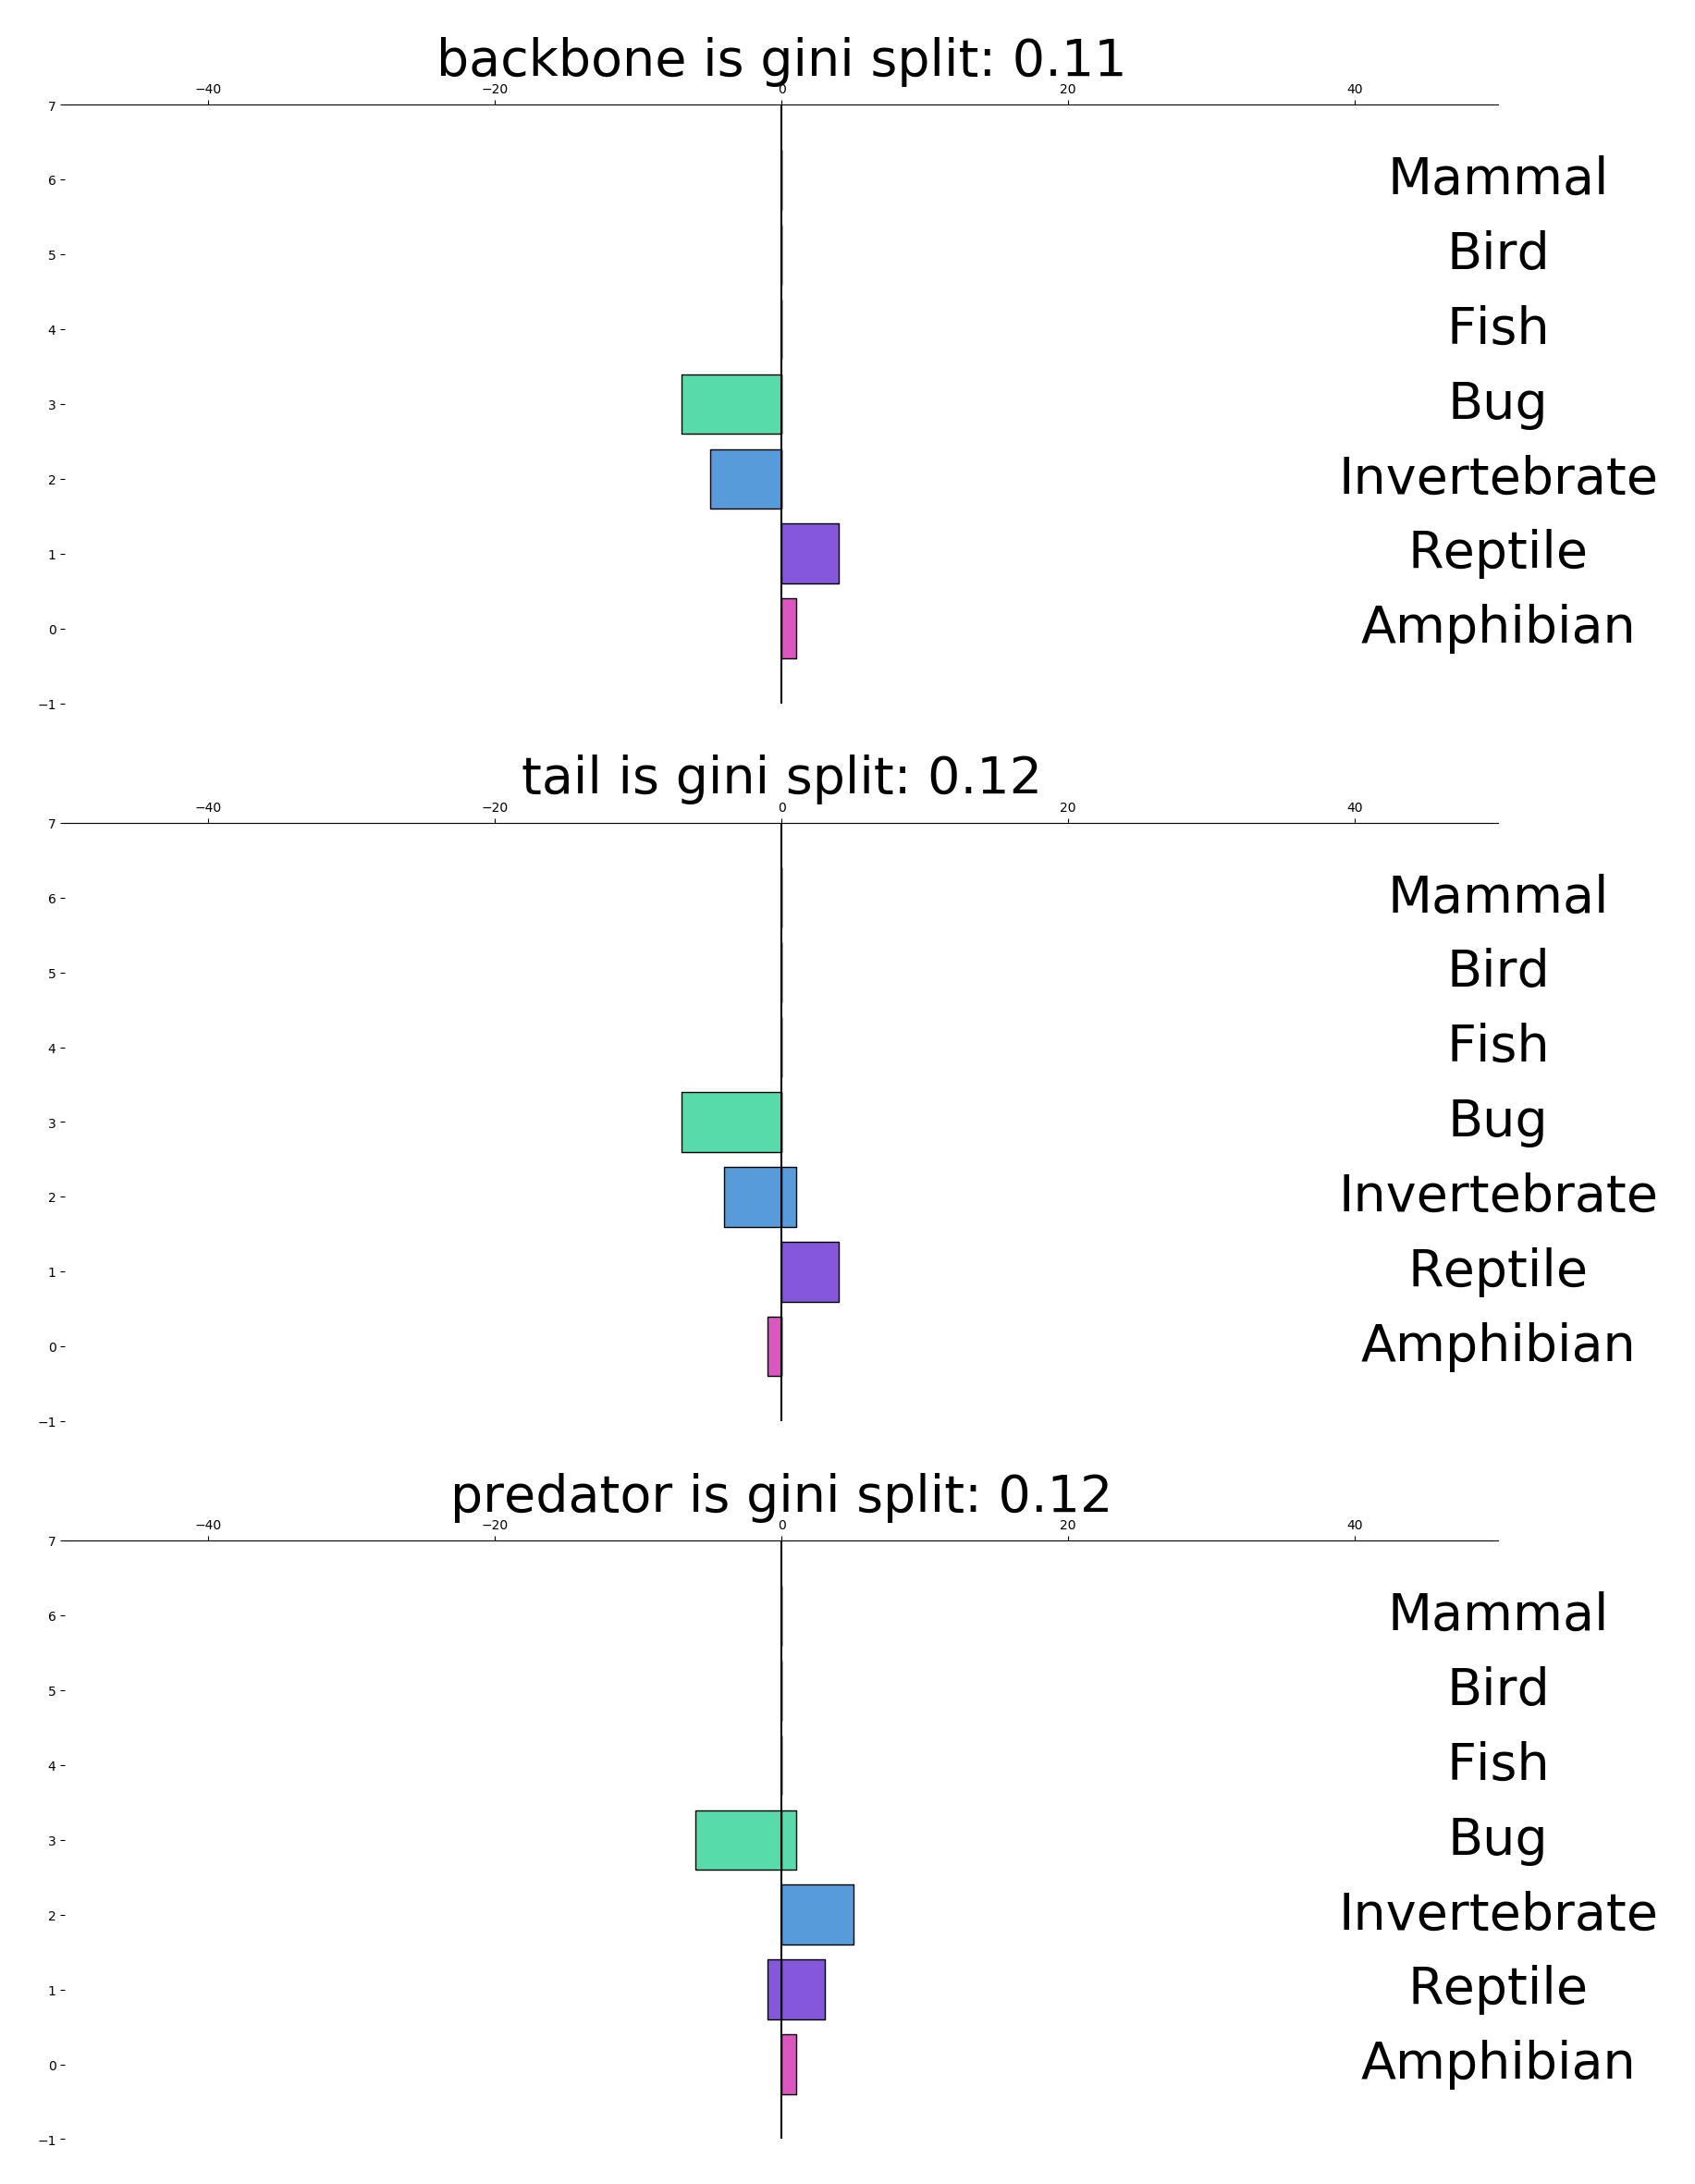 backbone is gini split: 0.11
−40 −20 0 20 40
7
6 Mammal
5 Bird
4 Fish
3 Bug
2 Invertebrate
1 Reptile
0 Amphibian
−1
tail is gini split: 0.12
−40 −20 0 20 40
7
6 Mammal
5 Bird
4 Fish
3 Bug
2 Invertebrate
1 Reptile
0 Amphibian
−1
predator is gini split: 0.12
−40 −20 0 20 40
7
6 Mammal
5 Bird
4 Fish
3 Bug
2 Invertebrate
1 Reptile
0 Amphibian
−1